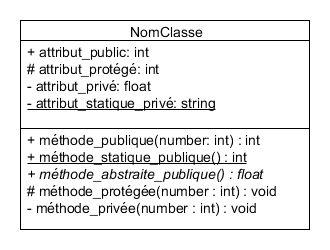 NomClasse
+ attribut_public: int
# attribut_protégé: int
- attribut_privé: float
- attribut_statique_privé: string
+ méthode_publique(number: int) : int
+ méthode_statique_publique() : int
+ méthode_abstraite_publique() : float
# méthode_protégée(number : int) : void
- méthode_privée(number : int) : void